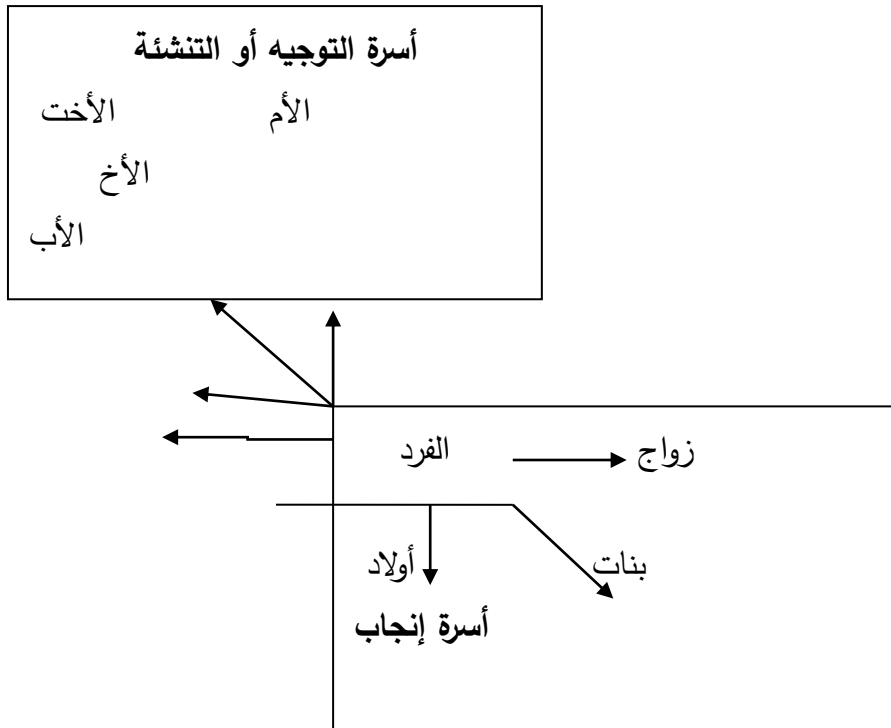 أسرة التوجيه أو التنشئة
الأم الأخت
الأخ
الأب
الفرد زواج
بنات أولاد
أسرة إنجاب